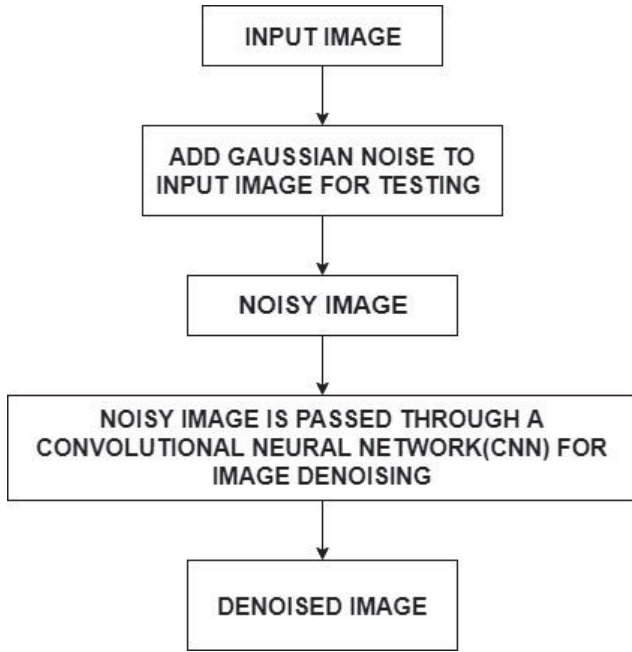 INPUT IMAGE
ADD GAUSSIAN NOISE TO
INPUT IMAGE FOR TESTING
NOISY IMAGE
NOISY IMAGE IS PASSED THROUGH A
CONVOLUTIONAL NEURAL NETWORK(CNN) FOR
IMAGE DENOISING
DENOISED IMAGE